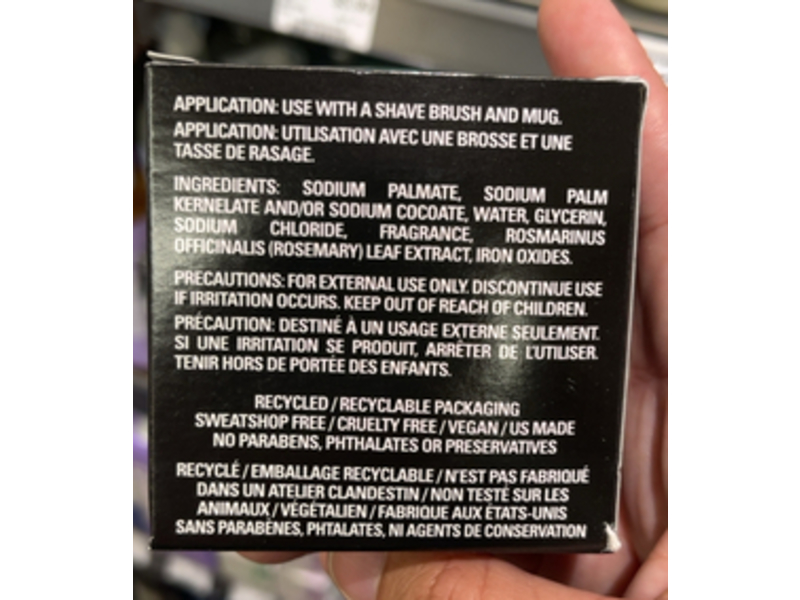 APPLICATION: USE WITH A SHAVE BRUSH AND MUG.
APPLICATION: UTILISATION AVEC UNE BROSSE ET UNE
TASSE DE RASAGE.
INGREDIENTS: SODIUM PALMATE, SODIUM PALM
KERNELATE AND/OR SODIUM COCOATE, WATER, GLYCERIN,
SODIUM CHLORIDE, FRAGRANCE, ROSMARINUS
OFFICINALIS (ROSEMARY) LEAF EXTRACT, IRON OXIDES.
PRECAUTIONS: FOR EXTERNAL USE ONLY. DISCONTINUE USE
IF IRRITATION OCCURS. KEEP OUT OF REACH OF CHILDREN.
PRÉCAUTION: DESTINÉ À UN USAGE EXTERNE SEULEMENT.
SI UNE IRRITATION SE PRODUIT, ARRÊTER DE L'UTILISER.
TENIR HORS DE PORTÉE DES ENFANTS.
RECYCLED / RECYCLABLE PACKAGING
SWEATSHOP FREE / CRUELTY FREE / VEGAN / US MADE
NO PARABENS, PHTHALATES OR PRESERVATIVES
RECYCLÉ / EMBALLAGE RECYCLABLE / N'EST PAS FABRIQUÉ
DANS UN ATELIER CLANDESTIN / NON TESTÉ SUR LES
ANIMAUX / VÉGÉTALIEN / FABRIQUE AUX ÉTATS-UNIS
SANS PARABÈNES, PHTALATES, NI AGENTS DE CONSERVATION